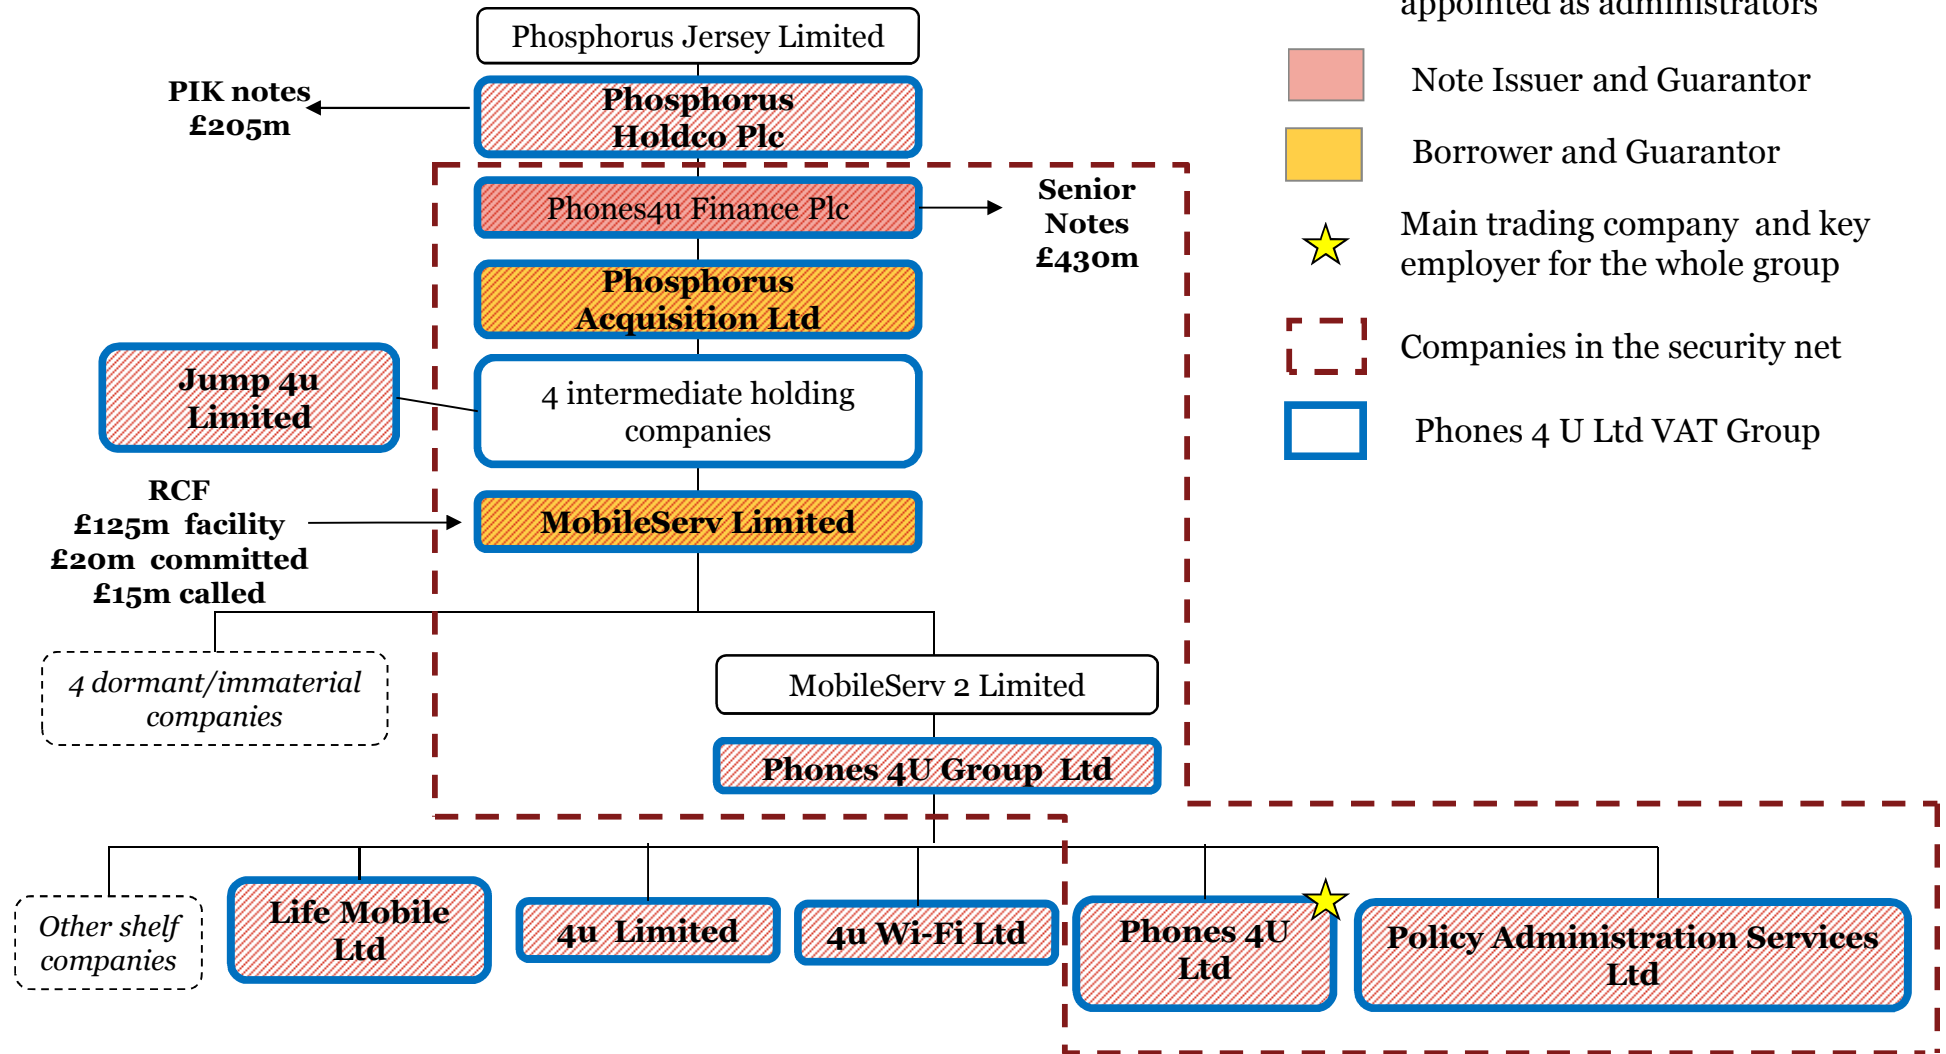 Phosphorus Jersey Limited
PIK notes
£205m
Phosphorus
Holdco Plc
Phones4u Finance Plc
Senior
Notes
£430m
Phosphorus
Acquisition Ltd
Jump 4u
Limited
4 intermediate holding
companies
RCF
£125m facility
£20m committed
£15m called
MobileServ Limited
4 dormant/immaterial
companies
MobileServ 2 Limited
Phones 4U Group Ltd
Other shelf
companies
Life Mobile
Ltd
4u Limited
4u Wi-Fi Ltd
Phones 4U
Ltd
Policy Administration Services
Ltd
appointed as administrators
Note Issuer and Guarantor
Borrower and Guarantor
Main trading company and key
employer for the whole group
Companies in the security net
Phones 4 U Ltd VAT Group